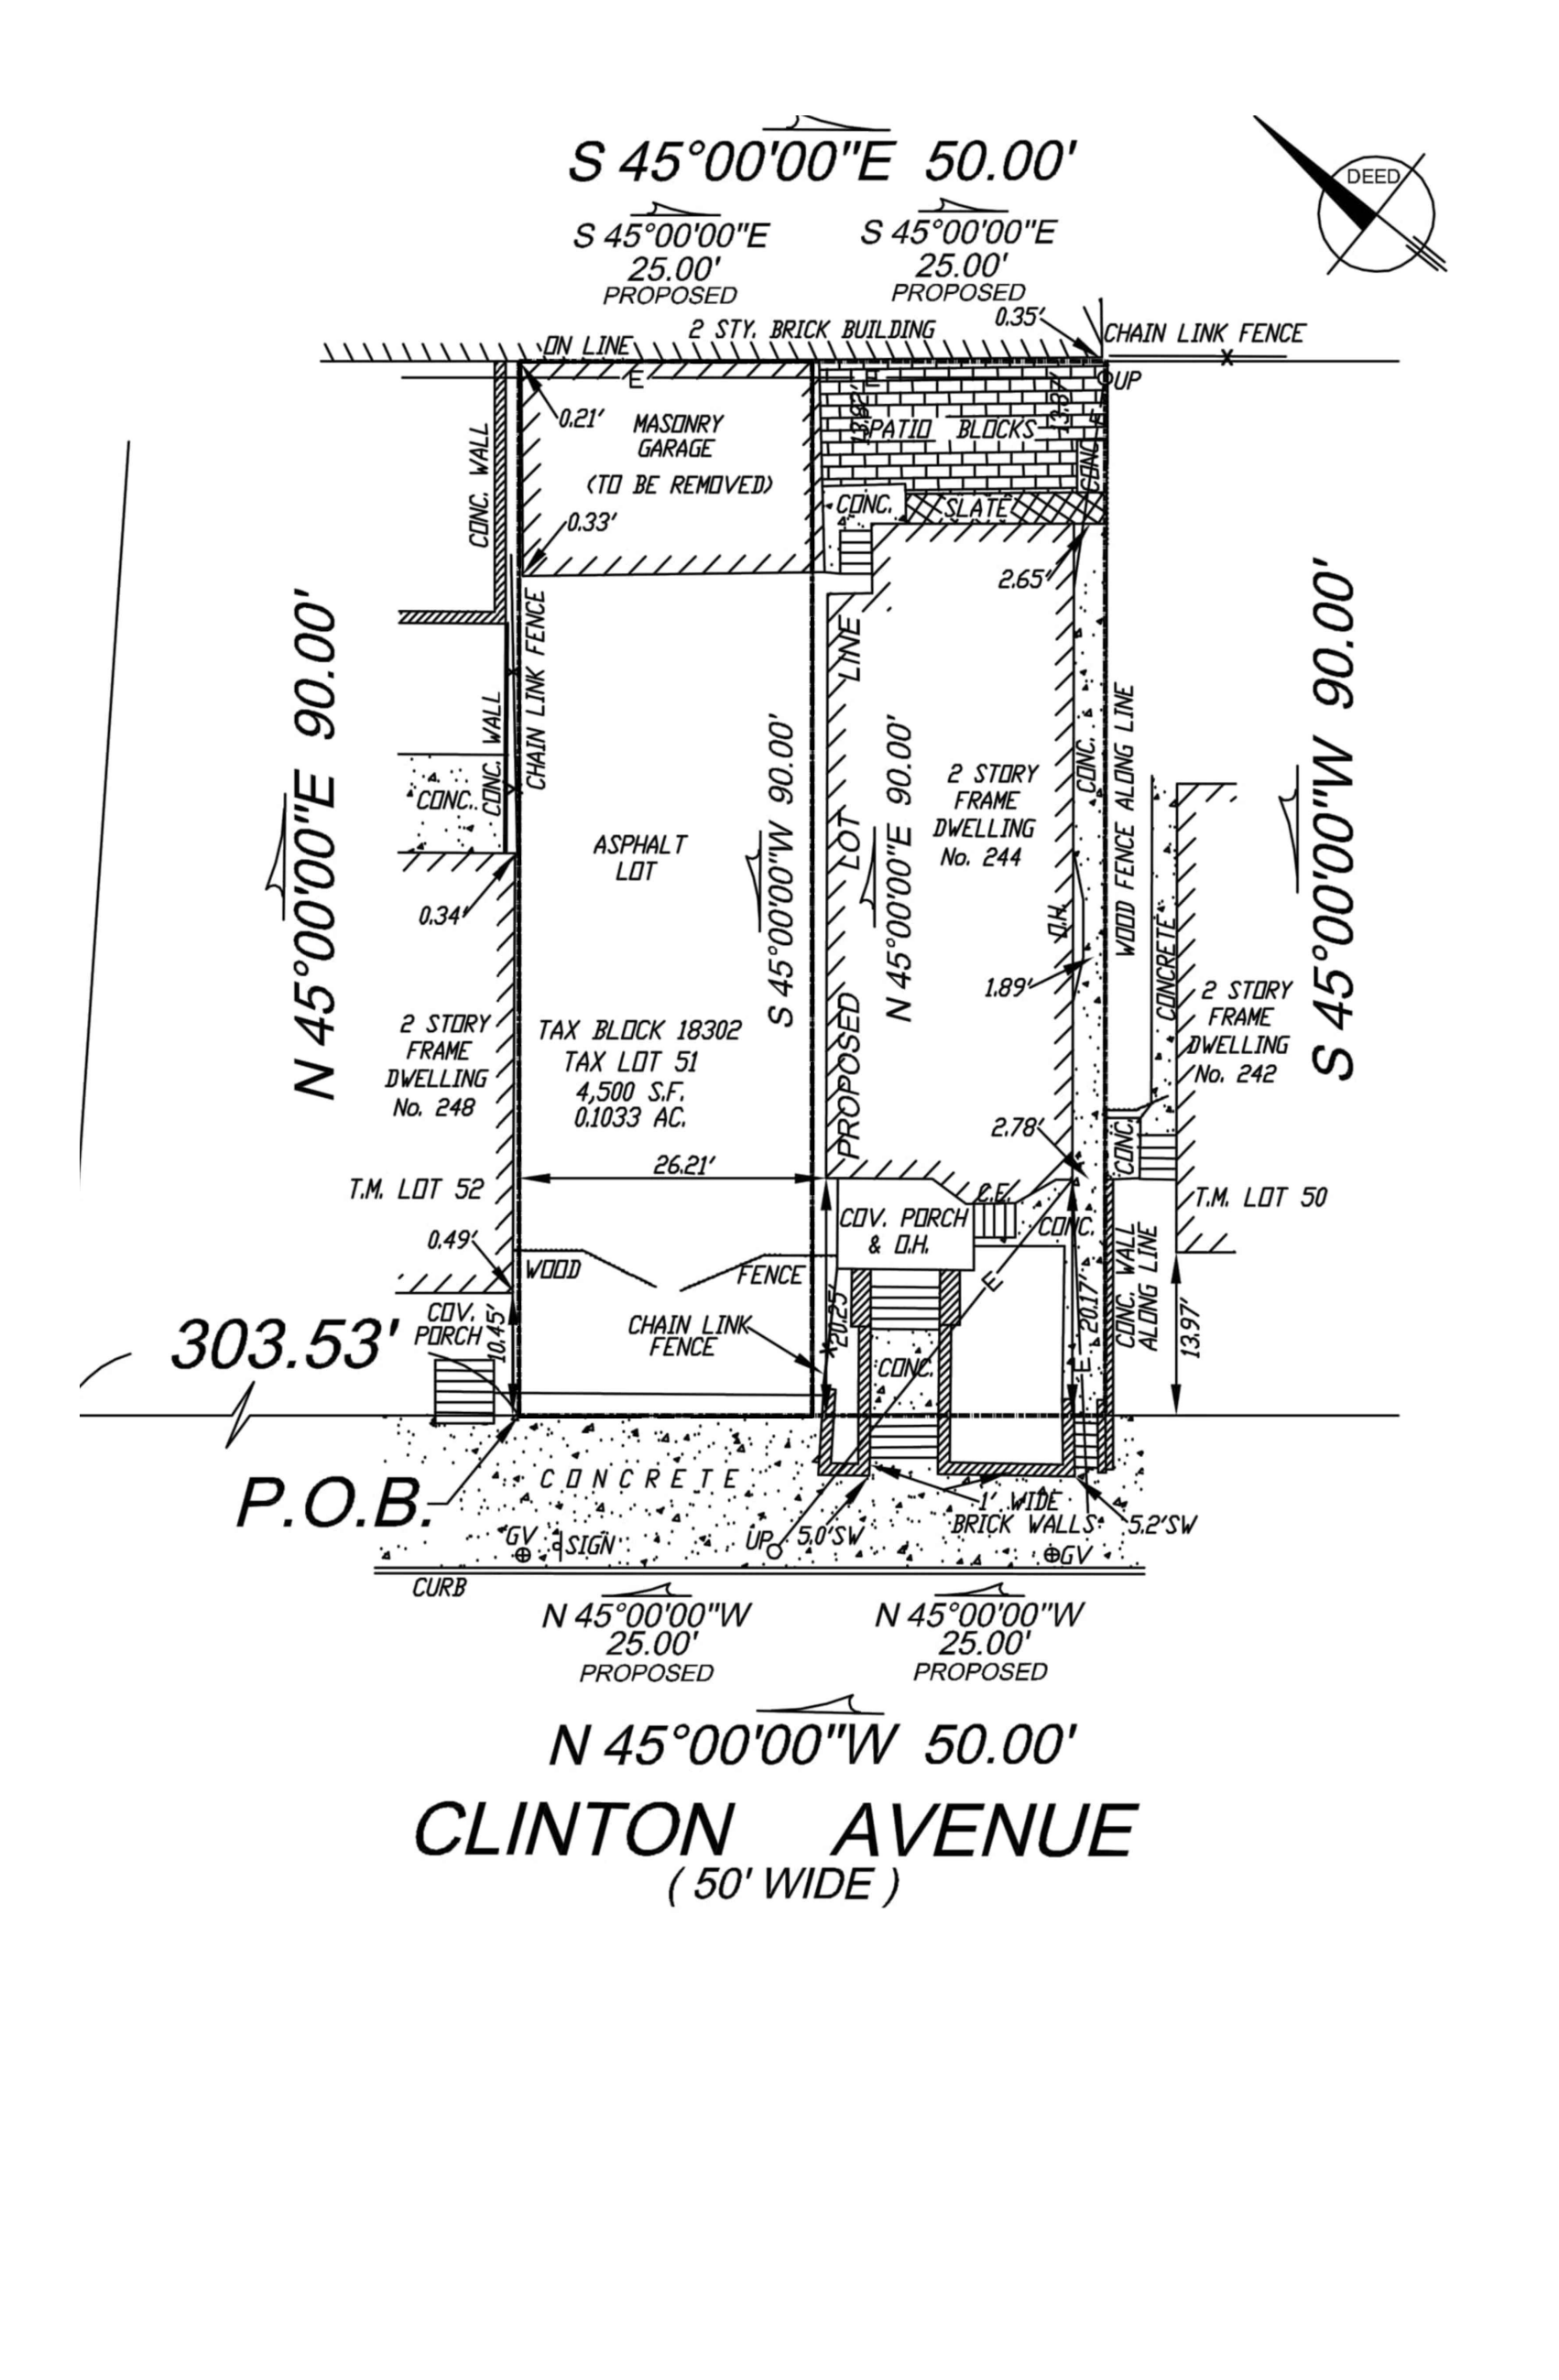 S 45°00'00"E 50.00'
DEED
S 45°00'00"E
25.00'
PROPOSED
S 45°00'00"E
25.00'
PROPOSED
0.35'
2 STY. BRICK BUILDING
ON LINE
CHAIN LINK FENCE
X
E
E
UP
0.21'
MASONRY
GARAGE
(TO BE REMOVED)
0.33'
13.92'
13.87'
PATIO BLOCKS
CONC.
CONC.
SLATE
CONC. WALL
2.65'
CHAIN LINK FENCE
N 45°00'00"E 90.00'
S 45°00'00"W 90.00'
CONC. WALL
CONC.
S 45°00'00"W 90.00'
PROPOSED LOT LINE
N 45°00'00"E 90.00'
2 STORY
FRAME
DWELLING
No. 244
CONC.
WOOD FENCE ALONG LINE
ASPHALT
LOT
0.34'
O.H.
1.89'
CONCRETE
2 STORY
FRAME
DWELLING
No. 248
TAX BLOCK 18302
TAX LOT 51
4,500 S.F.
0.1033 AC.
2 STORY
FRAME
DWELLING
No. 242
2.78'
CONC.
26.21'
T.M. LOT 52
T.M. LOT 50
C.E.
COV. PORCH
& O.H.
CONC.
0.49'
WOOD
FENCE
E
CONC. WALL
ALONG LINE
COV.
PORCH
10.45'
CHAIN LINK
FENCE
20.25'
X
CONC.
20.17'
E
13.97'
303.53'
P.O.B.
CONCRETE
1' WIDE
BRICK WALLS
5.2'SW
GV
SIGN
UP
5.0'SW
GV
CURB
N 45°00'00"W
25.00'
PROPOSED
N 45°00'00"W
25.00'
PROPOSED
N 45°00'00"W 50.00'
CLINTON AVENUE
( 50' WIDE )